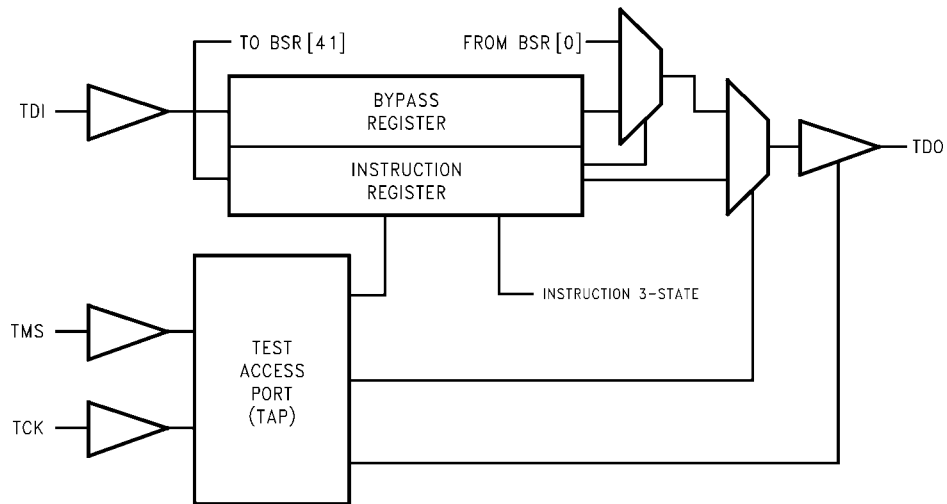 TO BSR[41]
FROM BSR[0]
TDI
BYPASS
REGISTER
INSTRUCTION
REGISTER
TDO
INSTRUCTION 3-STATE
TMS
TEST
ACCESS
PORT
(TAP)
TCK